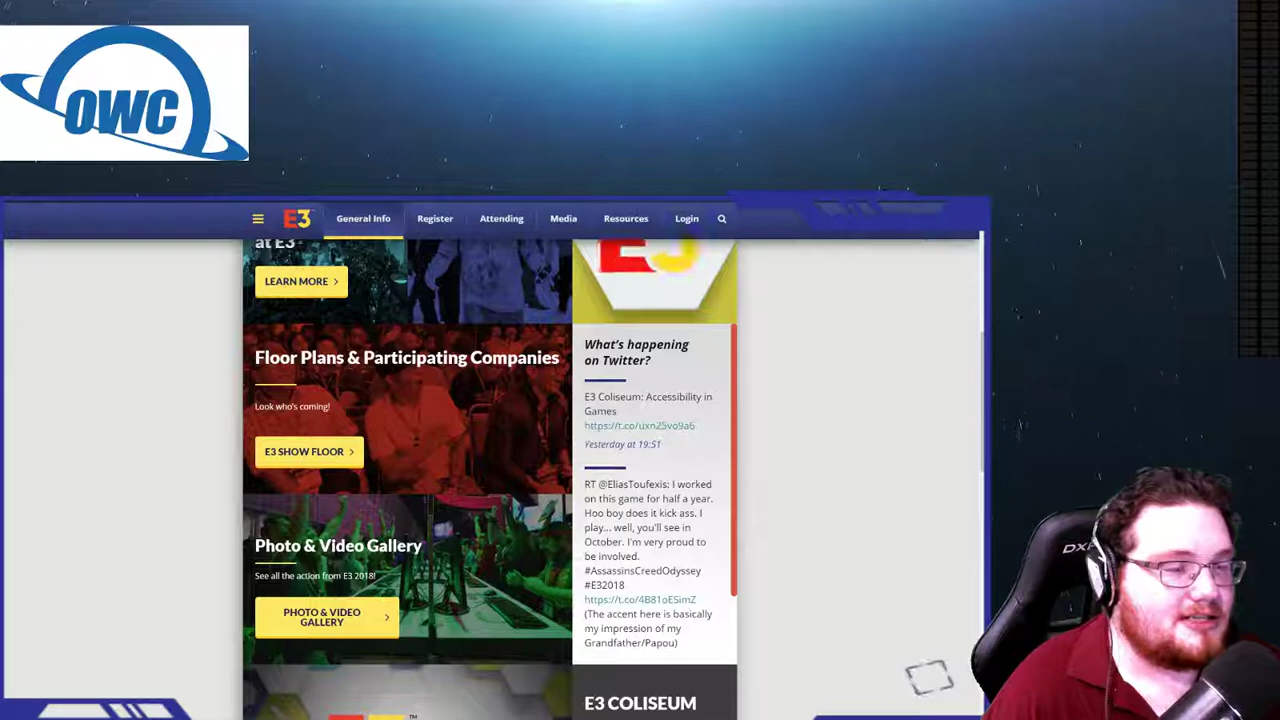 OWC
E3
General Info
Register
Attending
Media
Resources
Login
at E3
LEARN MORE
E3
Floor Plans & Participating Companies
Look who's coming!
E3 SHOW FLOOR
Photo & Video Gallery
See all the action from E3 2018!
PHOTO & VIDEO
GALLERY
What's happening
on Twitter?
E3 Coliseum: Accessibility in
Games
https://t.co/uxn25vo9a6
Yesterday at 19:51
RT @EliasToufexis: I worked
on this game for half a year.
Hoo boy does it kick ass. I
play... well, you'll see in
October. I'm very proud to
be involved.
#AssassinsCreedOdyssey
#E32018
https://t.co/4B81oESimZ
(The accent here is basically
my impression of my
Grandfather/Papou)
E3 COLISEUM
TM
DXR